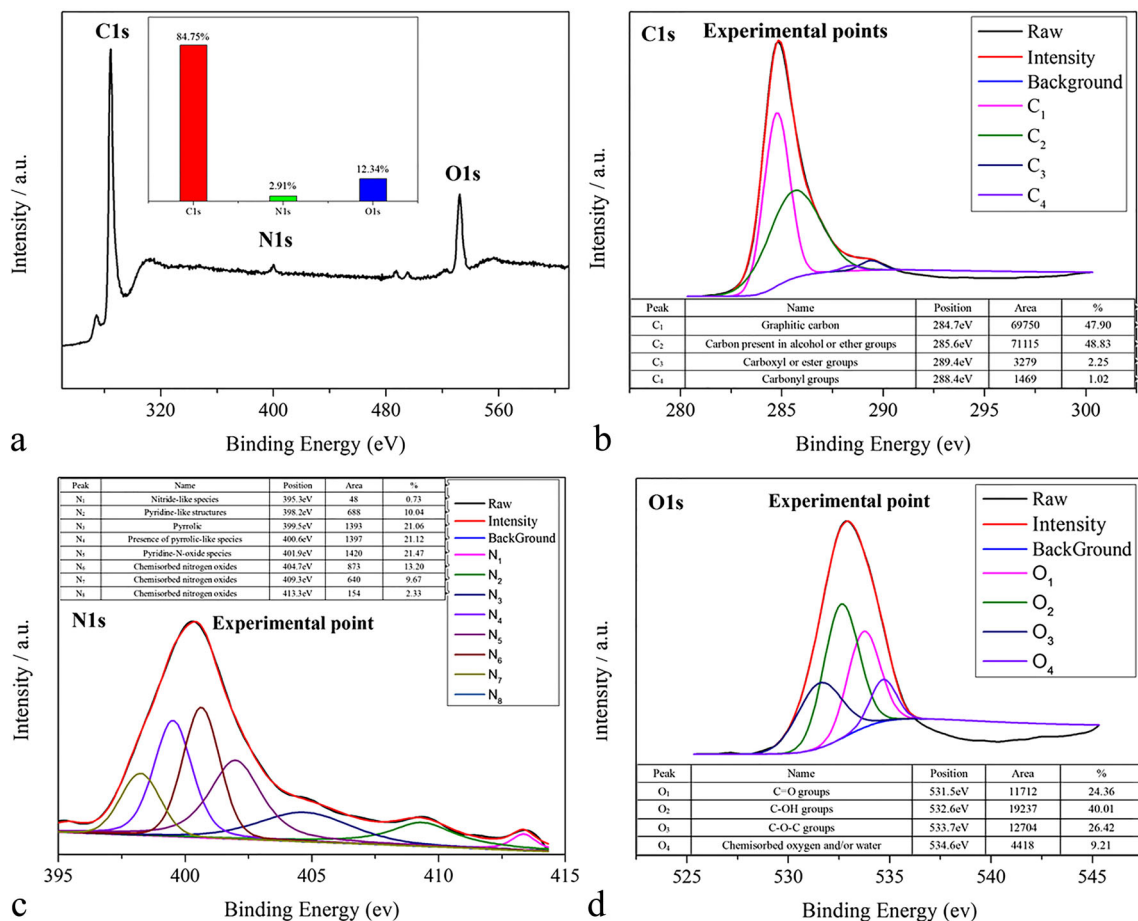 C1s
84.75%
2.91%
12.34%
C1s N1s O1s
O1s
N1s
Intensity / a.u.
320 400 480 560
Binding Energy (eV)
a
C1s Experimental points
Raw
Intensity
Background
C1
C2
C3
C4
Intensity / a.u.
Peak Name Position Area %
C1 Graphitic carbon 284.7eV 69750 47.90
C2 Carbon present in alcohol or ether groups 285.6eV 71115 48.83
C3 Carboxyl or ester groups 289.4eV 3279 2.25
C4 Carbonyl groups 288.4eV 1469 1.02
280 285 290 295 300
Binding Energy (ev)
b
Peak Name Position Area %
N1 Nitride-like species 395.3eV 48 0.73
N2 Pyridine-like structures 398.2eV 688 10.04
N3 Pyrrolic 399.5eV 1393 21.06
N4 Presence of pyrrolic-like species 400.6eV 1397 21.12
N5 Pyridine-N-oxide species 401.9eV 1420 21.47
N6 Chemisorbed nitrogen oxides 404.7eV 873 13.20
N7 Chemisorbed nitrogen oxides 409.3eV 640 9.67
N8 Chemisorbed nitrogen oxides 413.3eV 154 2.33
Raw
Intensity
BackGround
N1
N2
N3
N4
N5
N6
N7
N8
N1s Experimental point
Intensity / a.u.
395 400 405 410 415
Binding Energy (ev)
c
O1s Experimental point
Raw
Intensity
BackGround
O1
O2
O3
O4
Intensity / a.u.
Peak Name Position Area %
O1 C=O groups 531.5eV 11712 24.36
O2 C-OH groups 532.6eV 19237 40.01
O3 C-O-C groups 533.7eV 12704 26.42
O4 Chemisorbed oxygen and/or water 534.6eV 4418 9.21
525 530 535 540 545
Binding Energy (ev)
d